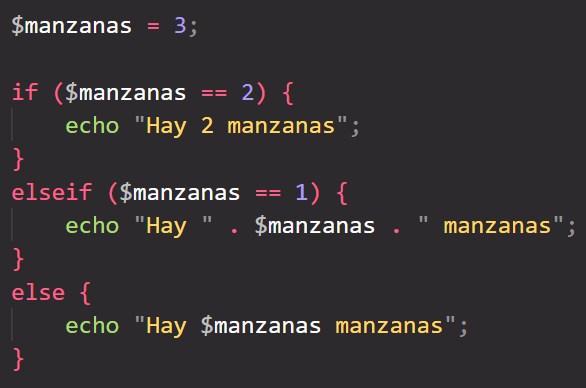 $manzanas = 3;
if ($manzanas == 2) {
echo "Hay 2 manzanas";
}
elseif ($manzanas == 1) {
echo "Hay " . $manzanas . " manzanas";
}
else {
echo "Hay $manzanas manzanas";
}